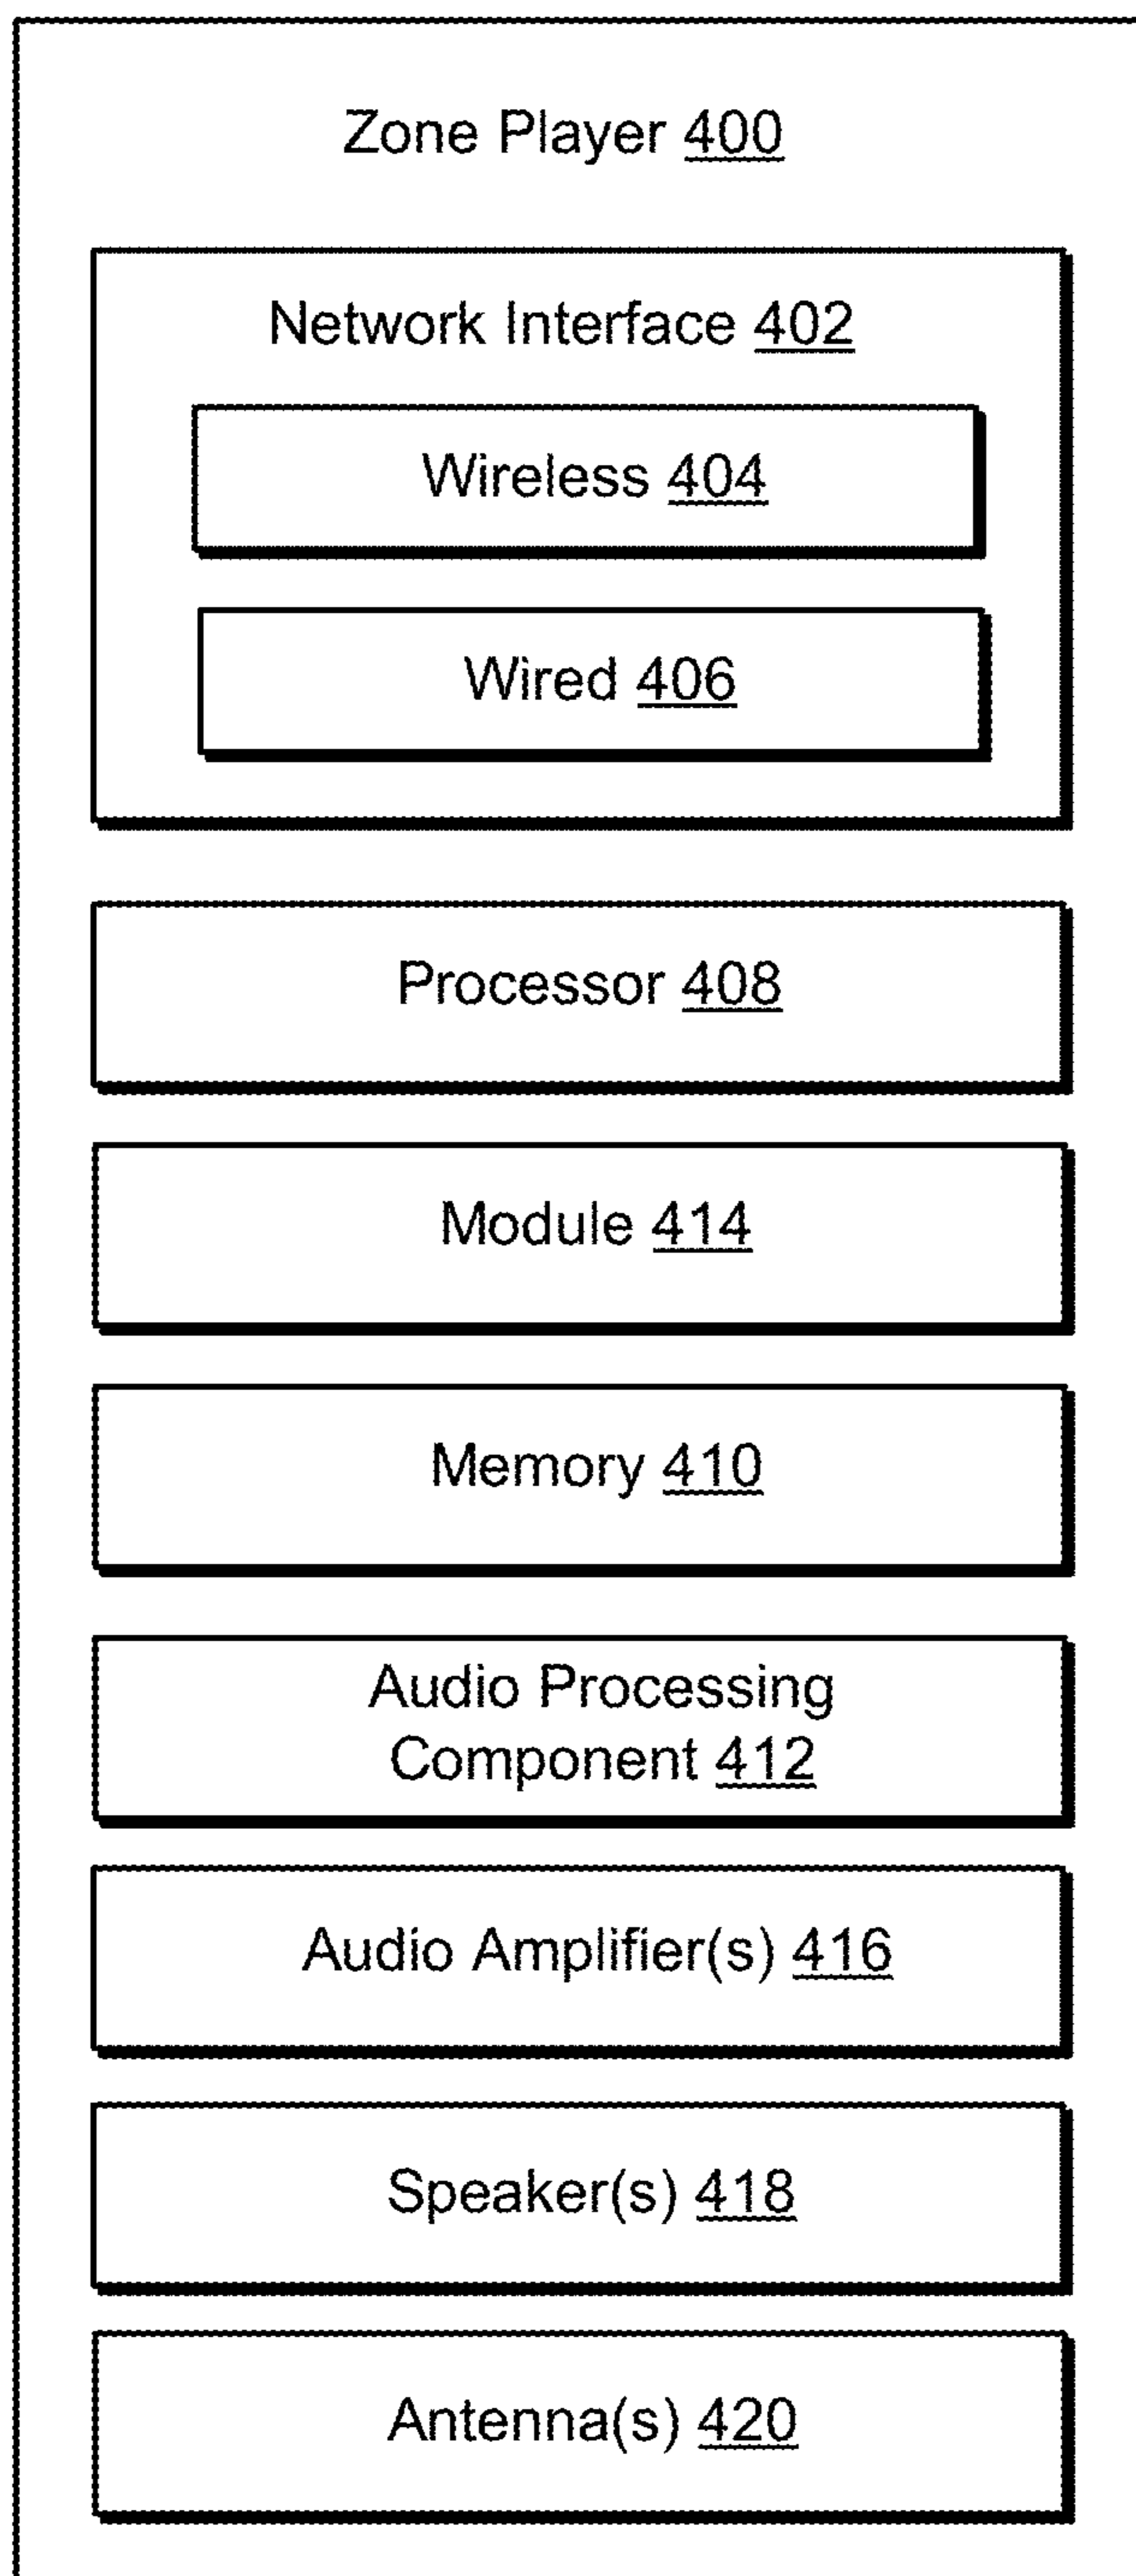 Zone Player 400
Network Interface 402
Wireless 404
Wired 406
Processor 408
Module 414
Memory 410
Audio Processing
Component 412
Audio Amplifier(s) 416
Speaker(s) 418
Antenna(s) 420